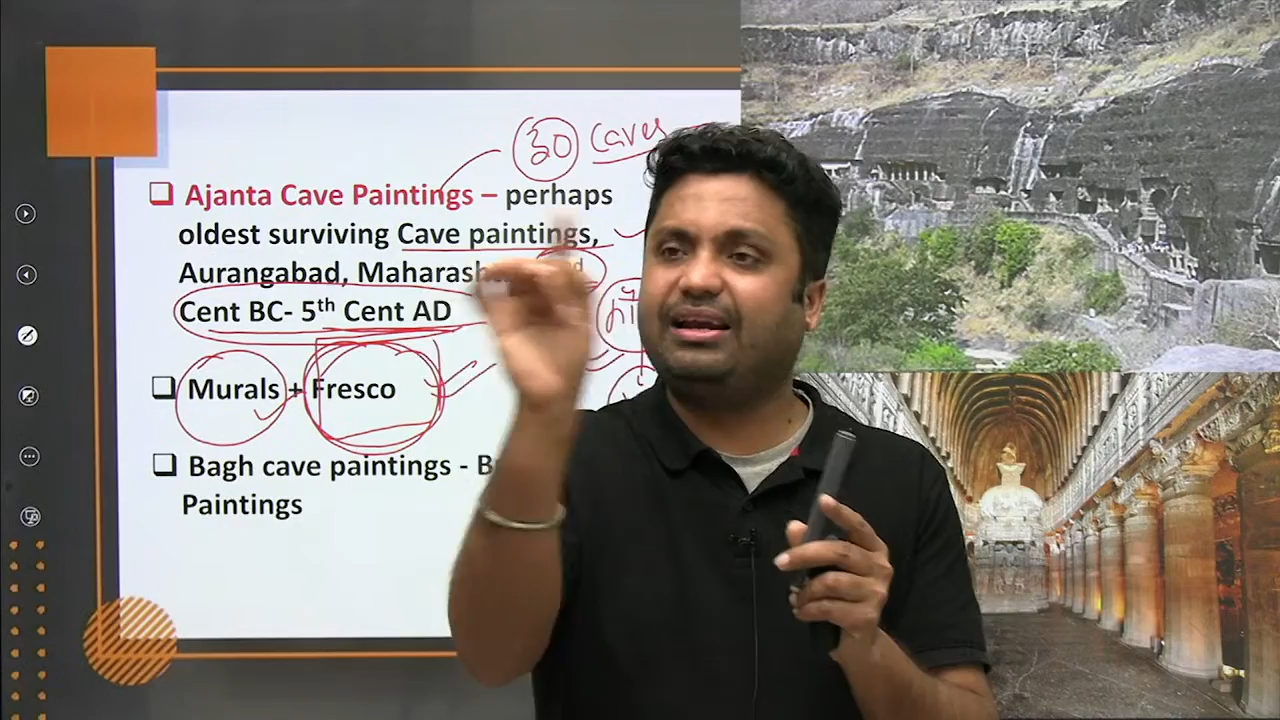 30 Caves
Ajanta Cave Paintings – perhaps
oldest surviving Cave paintings,
Aurangabad, Maharash
Cent BC- 5th Cent AD
Murals + Fresco
Bagh cave paintings - B
Paintings